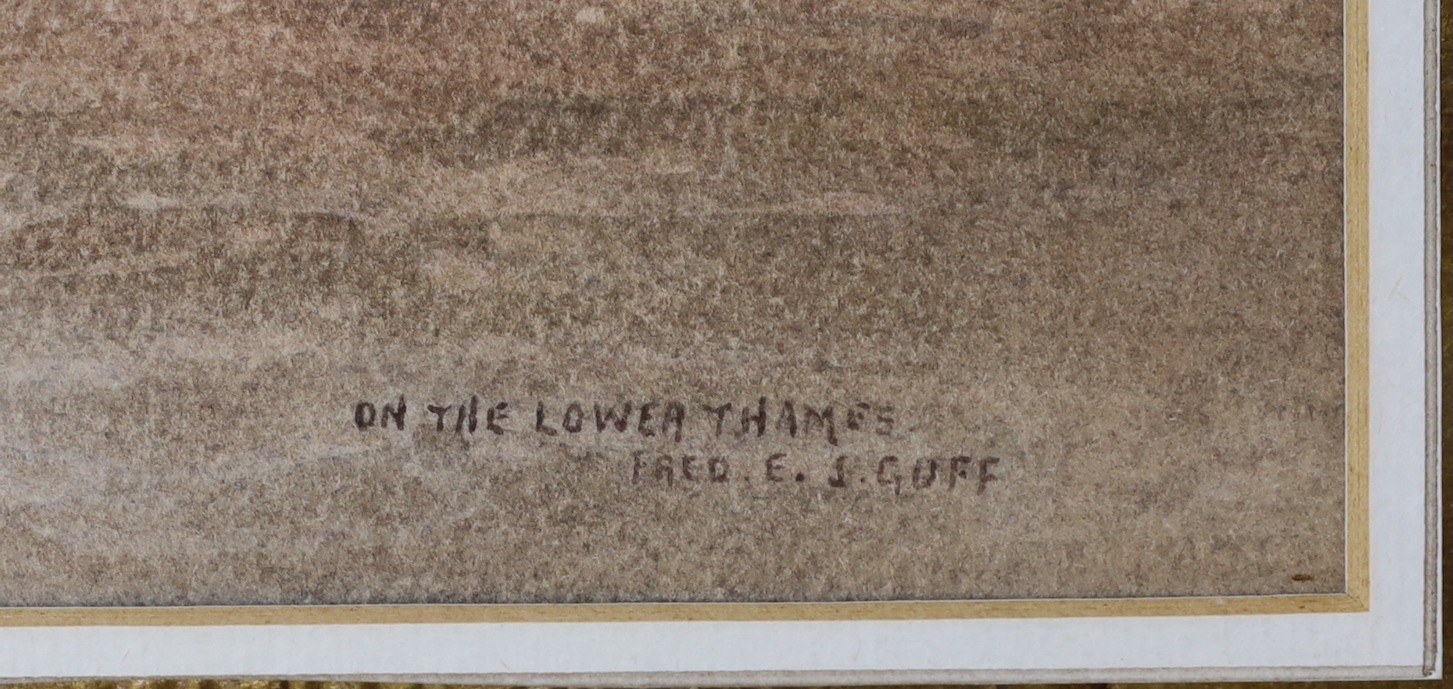 ON THE LOWER THAMES
FRED. E. J. GOFF